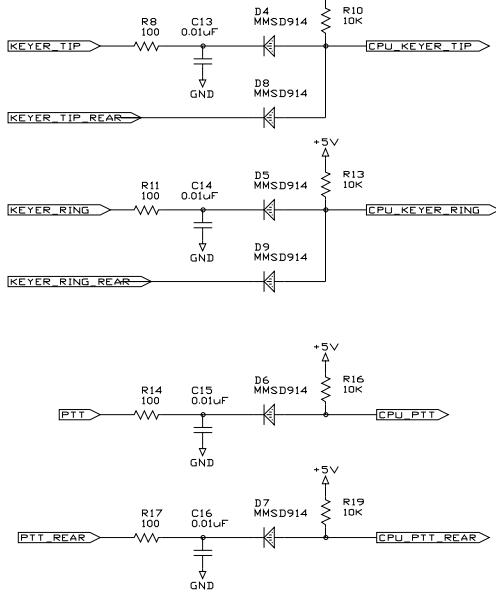 R8
100
C13
0.01uF
D4
MMSD914
R10
10K
KEYER_TIP
CPU_KEYER_TIP
GND
D8
MMSD914
KEYER_TIP_REAR
+5V
R11
100
C14
0.01uF
D5
MMSD914
R13
10K
KEYER_RING
CPU_KEYER_RING
GND
D9
MMSD914
KEYER_RING_REAR
+5V
R14
100
C15
0.01uF
D6
MMSD914
R16
10K
PTT
CPU_PTT
GND
+5V
R17
100
C16
0.01uF
D7
MMSD914
R19
10K
PTT_REAR
CPU_PTT_REAR
GND